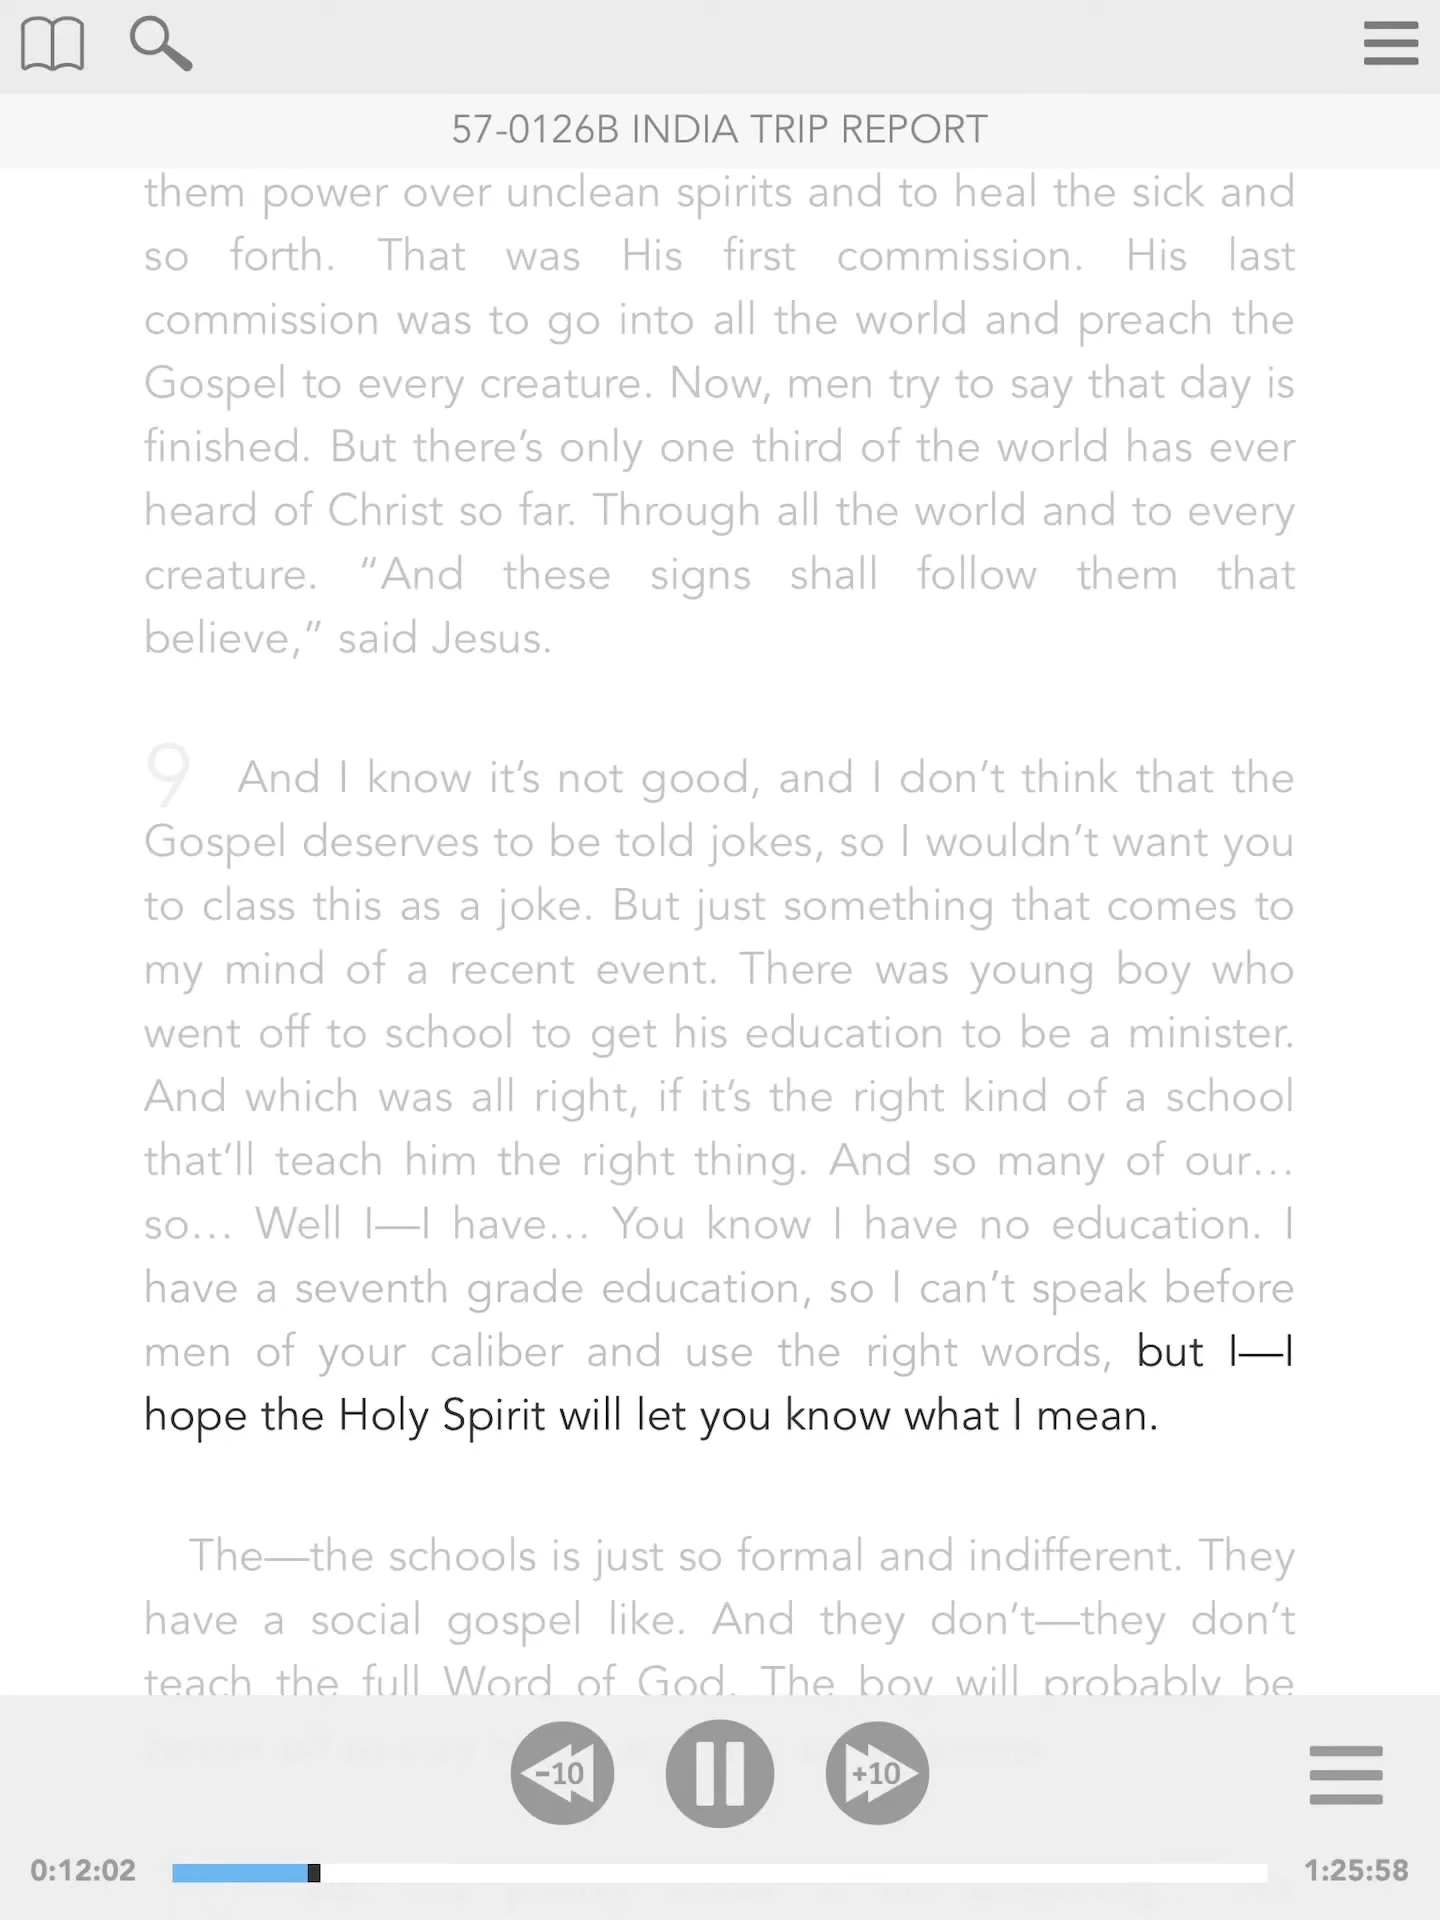 57-0126B INDIA TRIP REPORT
them power over unclean spirits and to heal the sick and
so forth. That was His first commission. His last
commission was to go into all the world and preach the
Gospel to every creature. Now, men try to say that day is
finished. But there’s only one third of the world has ever
heard of Christ so far. Through all the world and to every
creature. “And these signs shall follow them that
believe,” said Jesus.
9 And I know it’s not good, and I don’t think that the
Gospel deserves to be told jokes, so I wouldn’t want you
to class this as a joke. But just something that comes to
my mind of a recent event. There was young boy who
went off to school to get his education to be a minister.
And which was all right, if it’s the right kind of a school
that’ll teach him the right thing. And so many of our…
so… Well I—I have… You know I have no education. I
have a seventh grade education, so I can’t speak before
men of your caliber and use the right words, but I—I
hope the Holy Spirit will let you know what I mean.
The—the schools is just so formal and indifferent. They
have a social gospel like. And they don’t—they don’t
teach the full Word of God. The boy will probably be
-10 +10
0:12:02 1:25:58